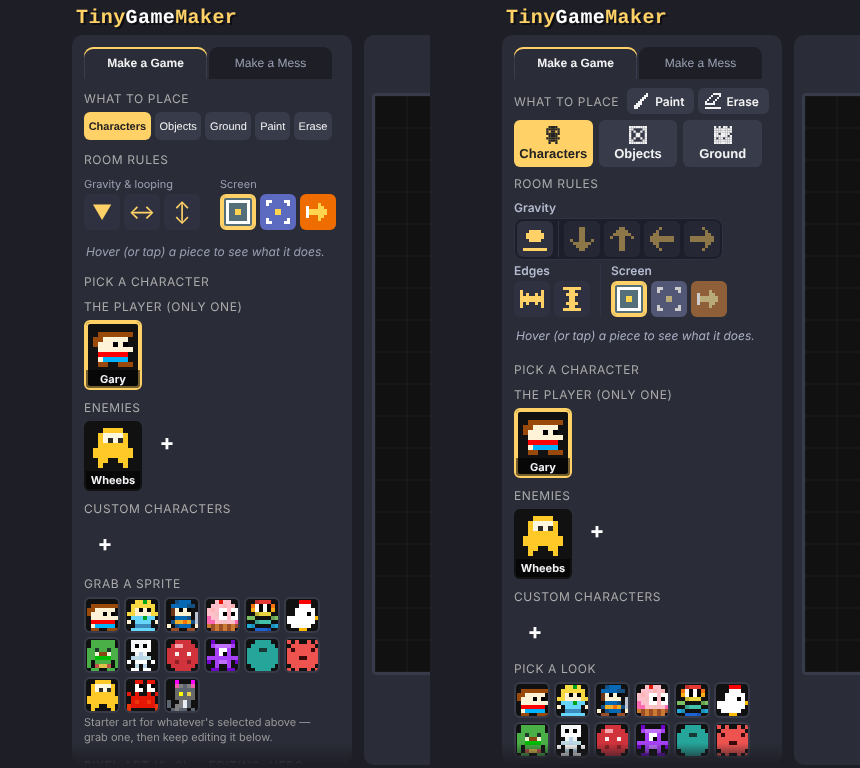 TinyGameMaker
Make a Game Make a Mess
WHAT TO PLACE
Characters Objects Ground Paint Erase
ROOM RULES
Gravity & looping Screen
Hover (or tap) a piece to see what it does.
PICK A CHARACTER
THE PLAYER (ONLY ONE)
Gary
ENEMIES
Wheebs
+
CUSTOM CHARACTERS
+
GRAB A SPRITE
Starter art for whatever's selected above —
grab one, then keep editing it below.
TinyGameMaker
Make a Game Make a Mess
WHAT TO PLACE Paint Erase
Characters Objects Ground
ROOM RULES
Gravity
Edges Screen
Hover (or tap) a piece to see what it does.
PICK A CHARACTER
THE PLAYER (ONLY ONE)
Gary
ENEMIES
Wheebs
+
CUSTOM CHARACTERS
+
PICK A LOOK